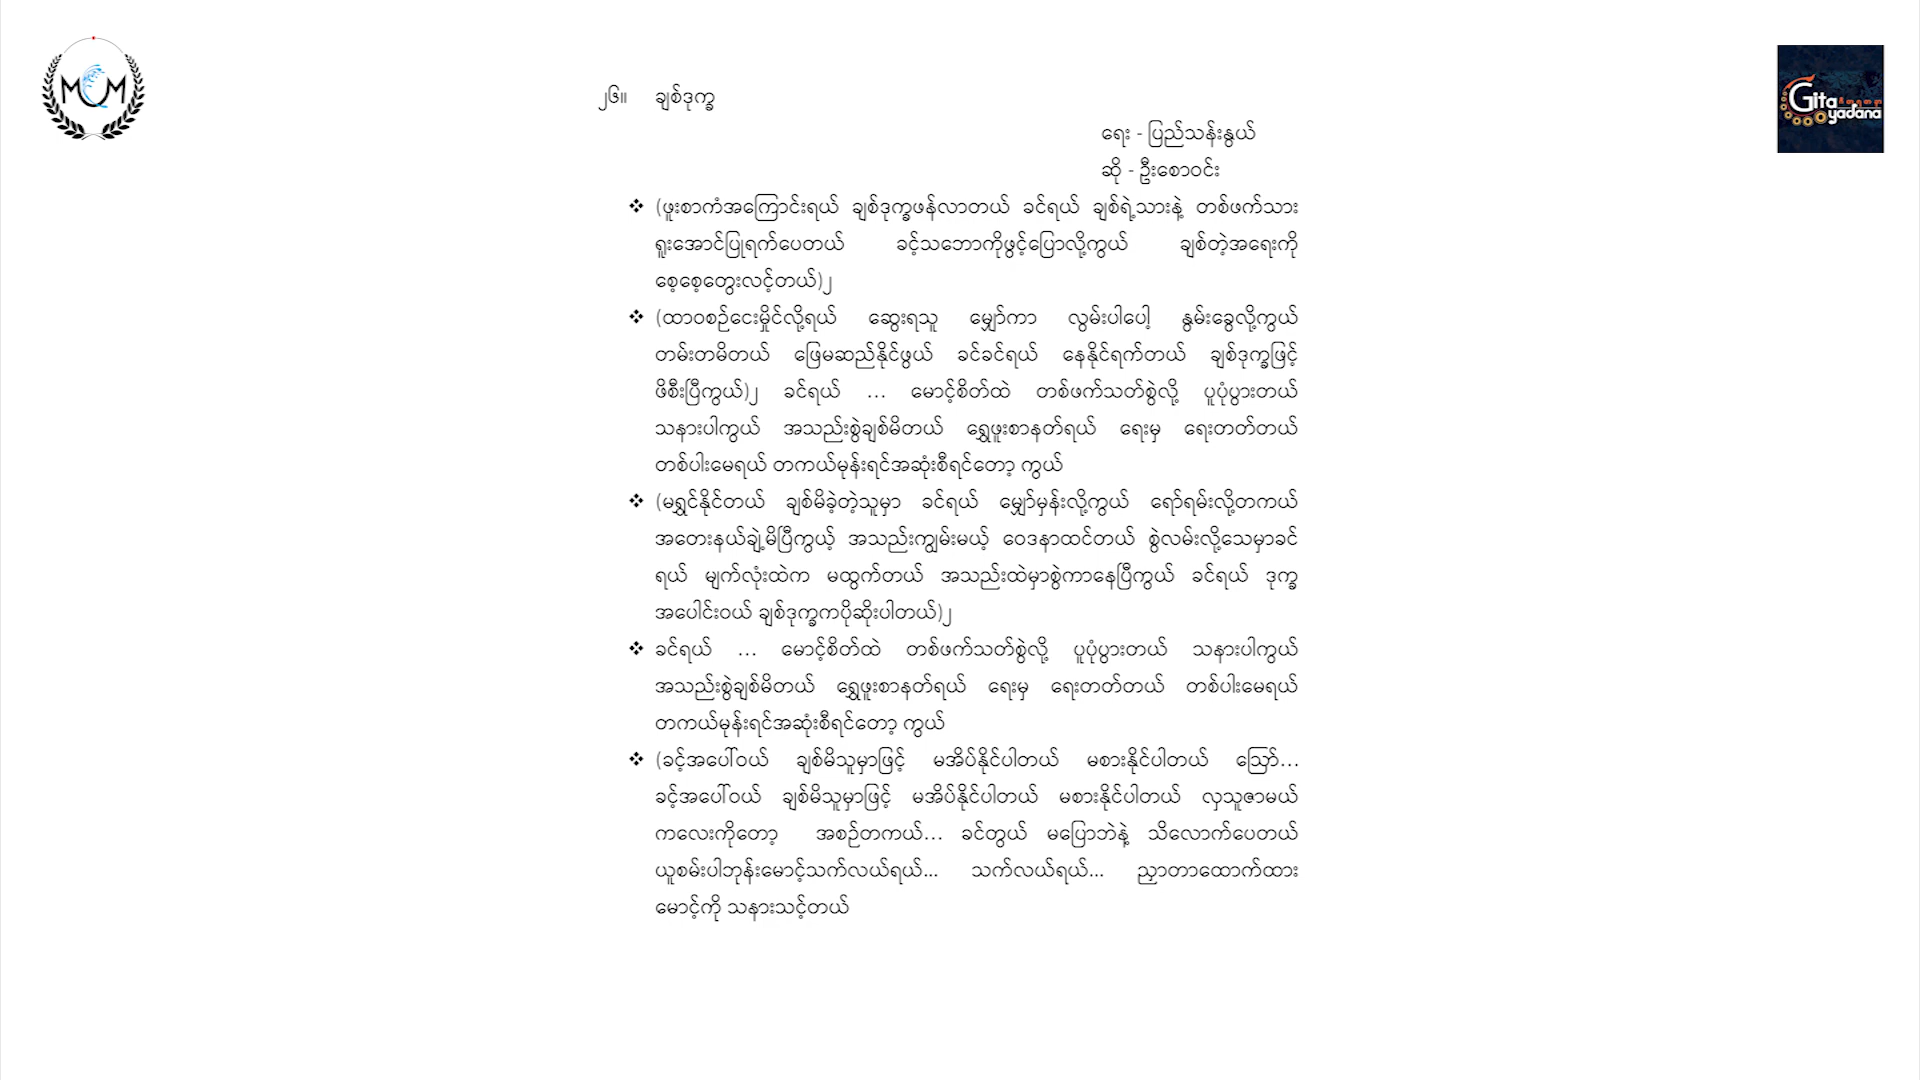 MCM
Gita
ဂီတရတနာ
yadana
၂၆။ ချစ်ဒုက္ခ
ရေး - ပြည်သန်းနွယ်
ဆို - ဦးစောဝင်း
❖ (ဖူးစာကံအကြောင်းရယ် ချစ်ဒုက္ခဖန်လာတယ် ခင်ရယ် ချစ်ရဲ့သားနဲ့ တစ်ဖက်သား
ရူးအောင်ပြုရက်ပေတယ် ခင့်သဘောကိုဖွင့်ပြောလို့ကွယ် ချစ်တဲ့အရေးကို
စေ့စေ့တွေးလင့်တယ်)၂
❖ (ထာဝစဉ်ငေးမှိုင်လို့ရယ် ဆွေးရသူ မျှော်ကာ လွမ်းပါပေါ့ နွမ်းခွေလို့ကွယ်
တမ်းတမိတယ် ဖြေမဆည်နိုင်ဖွယ် ခင်ခင်ရယ် နေနိုင်ရက်တယ် ချစ်ဒုက္ခဖြင့်
ဖိစီးပြီကွယ်)၂ ခင်ရယ် … မောင့်စိတ်ထဲ တစ်ဖက်သတ်စွဲလို့ ပူပုံပွားတယ်
သနားပါကွယ် အသည်းစွဲချစ်မိတယ် ရွှေဖူးစာနတ်ရယ် ရေးမှ ရေးတတ်တယ်
တစ်ပါးမေရယ် တကယ်မုန်းရင်အဆုံးစီရင်တော့ ကွယ်
❖ (မရွှင်နိုင်တယ် ချစ်မိခဲ့တဲ့သူမှာ ခင်ရယ် မျှော်မှန်းလို့ကွယ် ရော်ရမ်းလို့တကယ်
အတေးနယ်ချဲ့မိပြီကွယ့် အသည်းကျွမ်းမယ့် ဝေဒနာထင်တယ် စွဲလမ်းလို့သေမှာခင်
ရယ် မျက်လုံးထဲက မထွက်တယ် အသည်းထဲမှာစွဲကာနေပြီကွယ် ခင်ရယ် ဒုက္ခ
အပေါင်းဝယ် ချစ်ဒုက္ခကပိုဆိုးပါတယ်)၂
❖ ခင်ရယ် … မောင့်စိတ်ထဲ တစ်ဖက်သတ်စွဲလို့ ပူပုံပွားတယ် သနားပါကွယ်
အသည်းစွဲချစ်မိတယ် ရွှေဖူးစာနတ်ရယ် ရေးမှ ရေးတတ်တယ် တစ်ပါးမေရယ်
တကယ်မုန်းရင်အဆုံးစီရင်တော့ ကွယ်
❖ (ခင့်အပေါ်ဝယ် ချစ်မိသူမှာဖြင့် မအိပ်နိုင်ပါတယ် မစားနိုင်ပါတယ် ဪ…
ခင့်အပေါ်ဝယ် ချစ်မိသူမှာဖြင့် မအိပ်နိုင်ပါတယ် မစားနိုင်ပါတယ် လှသူဇာမယ်
ကလေးကိုတော့ အစဉ်တကယ်… ခင်တွယ် မပြောဘဲနဲ့ သိလောက်ပေတယ်
ယူစမ်းပါဘုန်းမောင့်သက်လယ်ရယ်... သက်လယ်ရယ်... ညှာတာထောက်ထား
မောင့်ကို သနားသင့်တယ်